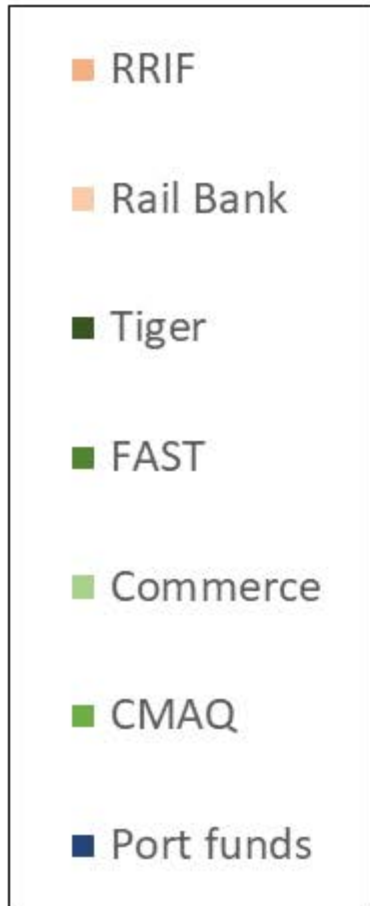 RRIF
Rail Bank
Tiger
FAST
Commerce
CMAQ
Port funds